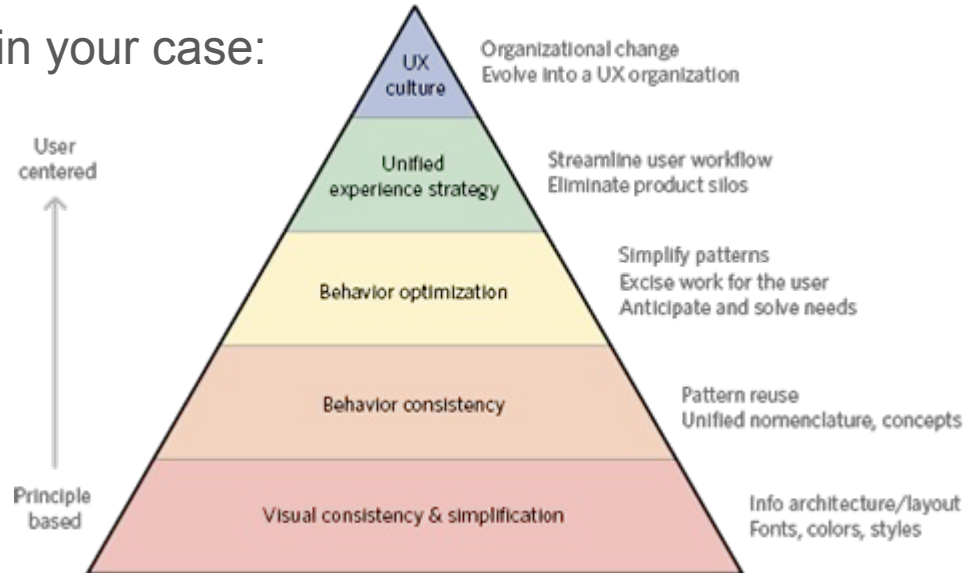 in your case:
UX
culture
Organizational change
Evolve into a UX organization
User
centered
Unified
experience strategy
Streamline user workflow
Eliminate product silos
Behavior optimization
Simplify patterns
Excise work for the user
Anticipate and solve needs
Behavior consistency
Pattern reuse
Unified nomenclature, concepts
Principle
based
Visual consistency & simplification
Info architecture/layout
Fonts, colors, styles